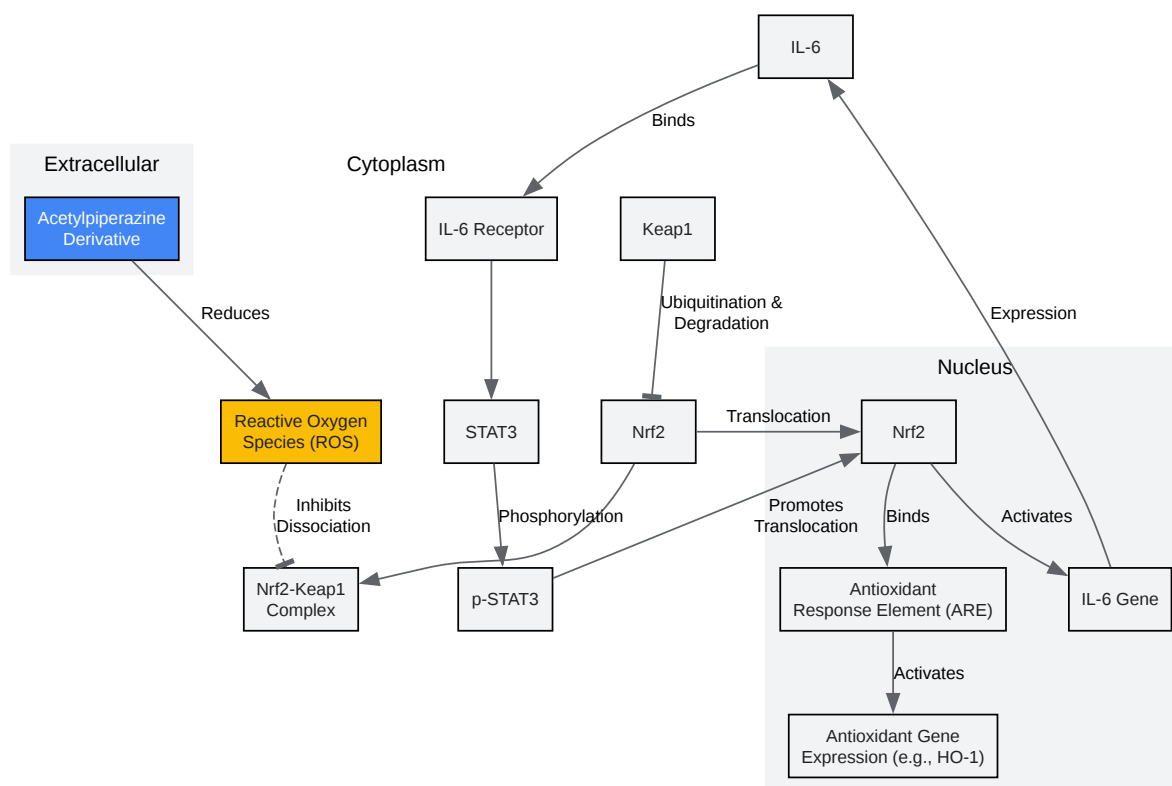 IL-6
Binds
Extracellular
Cytoplasm
Acetylpiperazine
Derivative
IL-6 Receptor
Keap1
Reduces
Ubiquitination &
Degradation
Expression
Nucleus
Reactive Oxygen
Species (ROS)
STAT3
Nrf2
Translocation
Nrf2
Inhibits
Dissociation
Phosphorylation
Promotes
Translocation
Binds
Activates
Nrf2-Keap1
Complex
p-STAT3
Antioxidant
Response Element (ARE)
IL-6 Gene
Activates
Antioxidant Gene
Expression (e.g., HO-1)